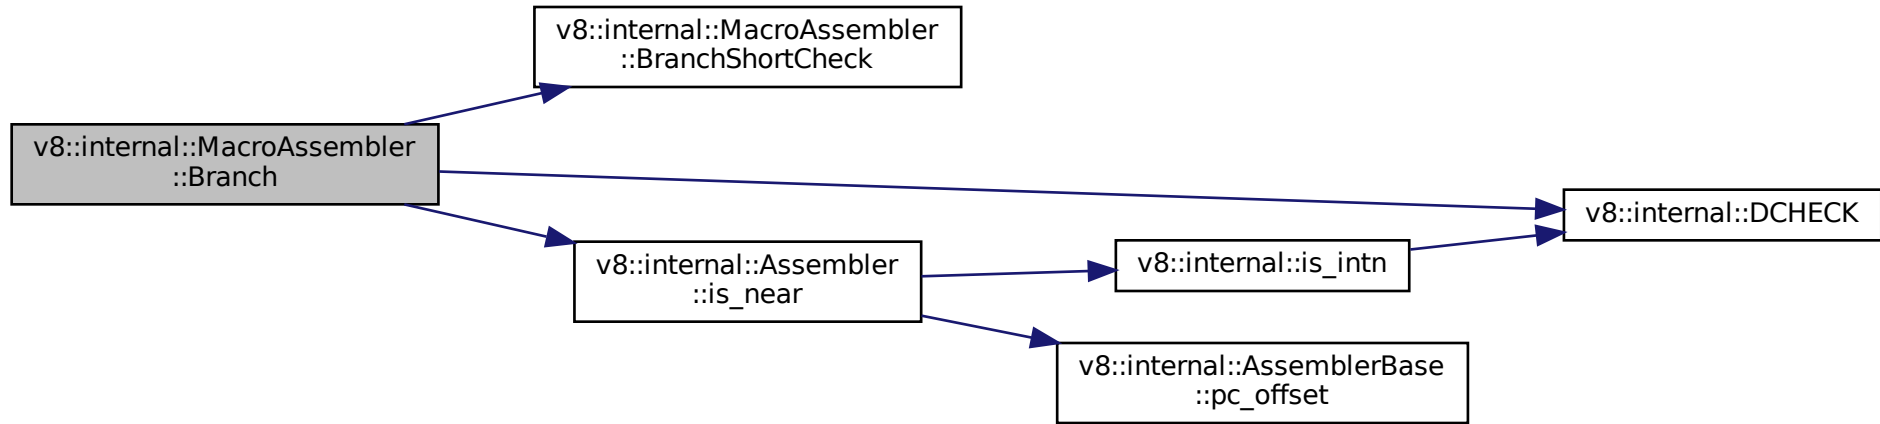 v8::internal::MacroAssembler
::BranchShortCheck
v8::internal::MacroAssembler
::Branch
v8::internal::DCHECK
v8::internal::Assembler
::is_near
v8::internal::is_intn
v8::internal::AssemblerBase
::pc_offset